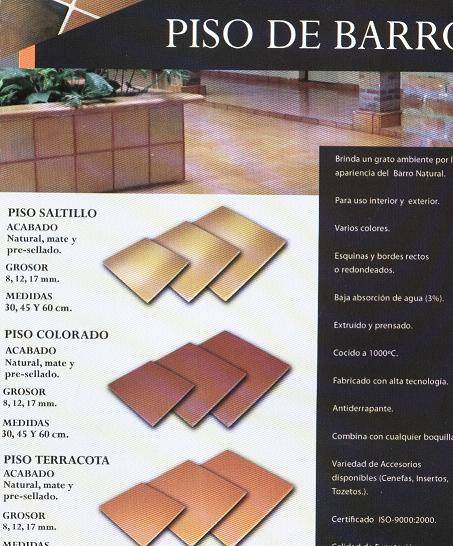 PISO DE BARRO
PISO SALTILLO
ACABADO
Natural, mate y
pre-sellado.
GROSOR
8, 12, 17 mm.
MEDIDAS
30, 45 Y 60 cm.
PISO COLORADO
ACABADO
Natural, mate y
pre-sellado.
GROSOR
8, 12, 17 mm.
MEDIDAS
30, 45 Y 60 cm.
PISO TERRACOTA
ACABADO
Natural, mate y
pre-sellado.
GROSOR
8, 12, 17 mm.
MEDIDAS
Brinda un grato ambiente por l
apariencia del Barro Natural.
Para uso interior y exterior.
Varios colores.
Esquinas y bordes rectos
o redondeados.
Baja absorción de agua (3%).
Extruído y prensado.
Cocido a 1000ºC.
Fabricado con alta tecnología.
Antiderrapante.
Combina con cualquier boquilla
Variedad de Accesorios
disponibles (Cenefas, Insertos,
Tozetos.).
Certificado ISO-9000:2000.